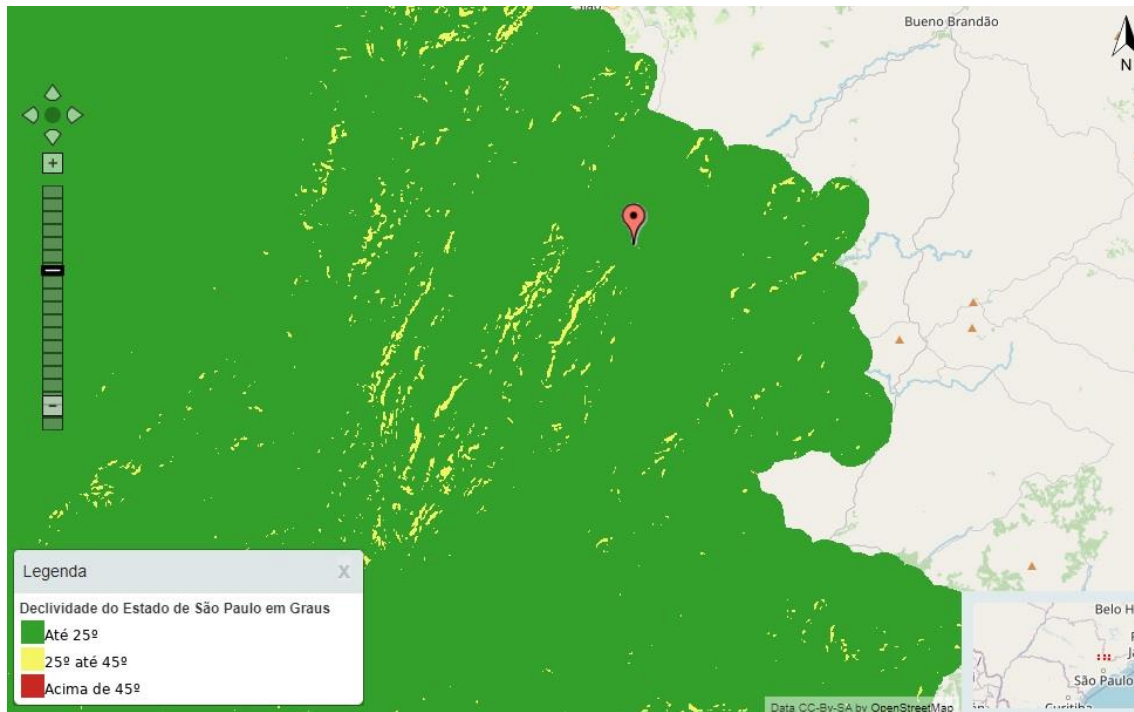 Bueno Brandão
N
+
-
Legenda
X
Declividade do Estado de São Paulo em Graus
Até 25º
25º até 45º
Acima de 45º
Belo H
São Paulo
Curitiba
Data CC-By-SA by OpenStreetMap